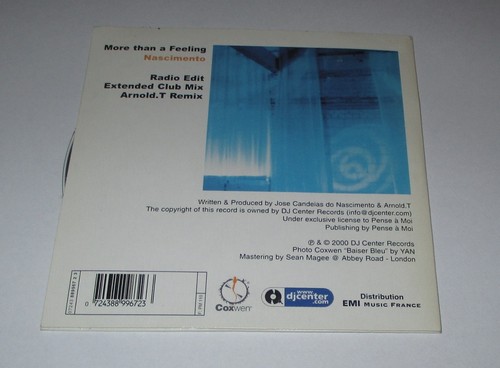 More than a Feeling
Nascimento
Radio Edit
Extended Club Mix
Arnold.T Remix
Written & Produced by Jose Candeias do Nascimento & Arnold.T
The copyright of this record is owned by DJ Center Records (info@djcenter.com)
Under exclusive license to Pense à Moi
Publishing by Pense à Moi
℗ & © 2000 DJ Center Records
Photo Coxwen "Baiser Bleu" by YAN
Mastering by Sean Magee @ Abbey Road - London
0 724388 996723
Coxwen
www.
djcenter
.com
Distribution
EMI MUSIC FRANCE